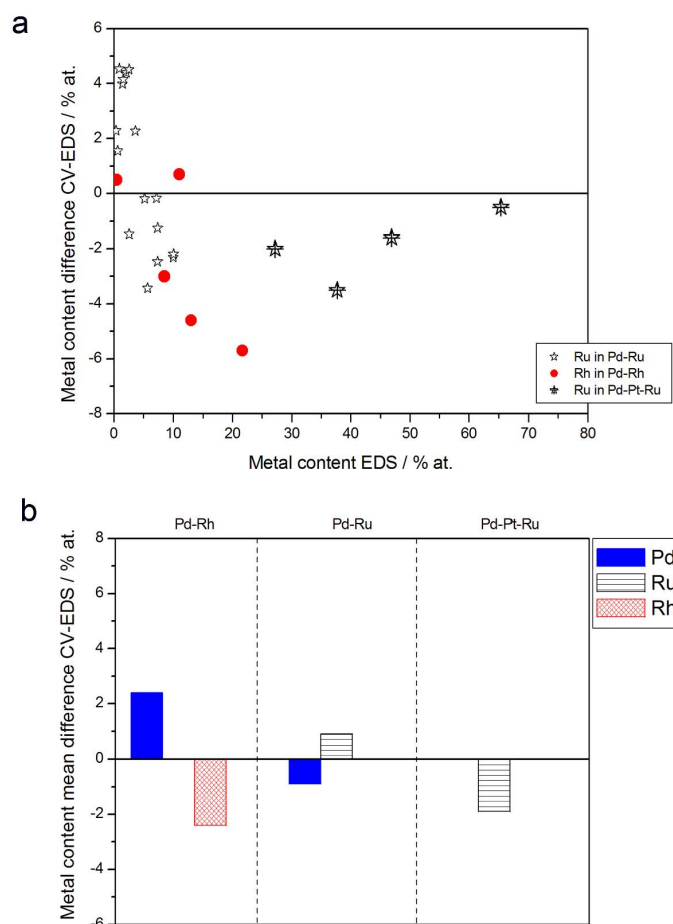 a
Metal content difference CV-EDS / % at.
6
4
2
0
-2
-4
-6
-8
0 10 20 30 40 50 60 70 80
Metal content EDS / % at.
Ru in Pd-Ru
Rh in Pd-Rh
Ru in Pd-Pt-Ru
b
Pd-Rh Pd-Ru Pd-Pt-Ru
Metal content mean difference CV-EDS / % at.
8
6
4
2
0
-2
-4
-6
Pd
Ru
Rh